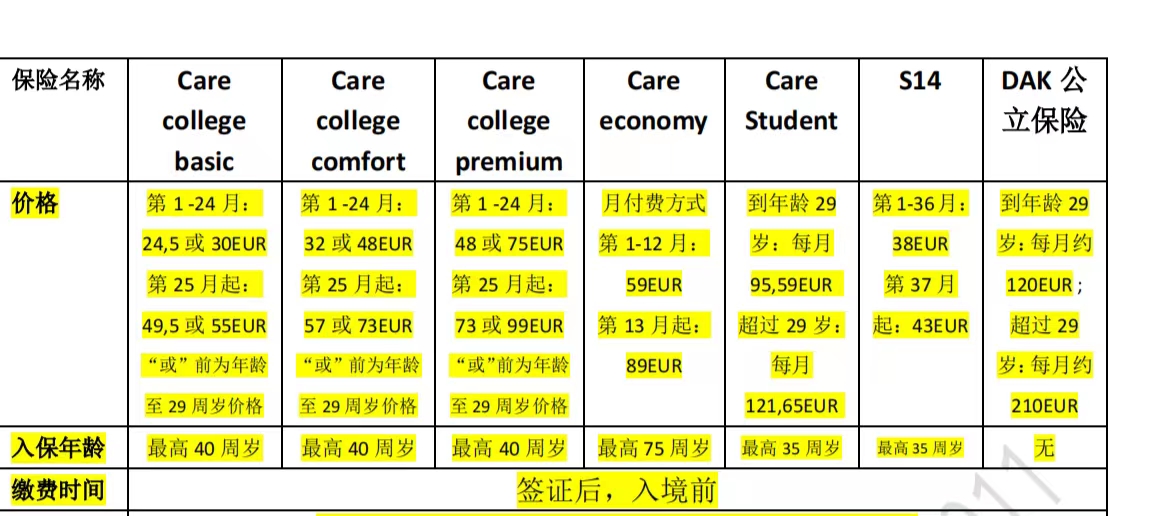 保险名称
Care
college
basic
Care
college
comfort
Care
college
premium
Care
economy
Care
Student
S14
DAK 公
立保险
价格
第 1 -24 月：
24,5 或 30EUR
第 25 月起：
49,5 或 55EUR
“或”前为年龄
至 29 周岁价格
第 1 -24 月：
32 或 48EUR
第 25 月起：
57 或 73EUR
“或”前为年龄
至 29 周岁价格
第 1 -24 月：
48 或 75EUR
第 25 月起：
73 或 99EUR
“或”前为年龄
至 29 周岁价格
月付费方式
第 1-12 月：
59EUR
第 13 月起：
89EUR
到年龄 29
岁：每月
95,59EUR
超过 29 岁：
每月
121,65EUR
第 1-36 月：
38EUR
第 37 月
起：43EUR
到年龄 29
岁：每月约
120EUR；
超过 29
岁：每月约
210EUR
入保年龄
最高 40 周岁
最高 40 周岁
最高 40 周岁
最高 75 周岁
最高 35 周岁
最高 35 周岁
无
缴费时间
签证后，入境前